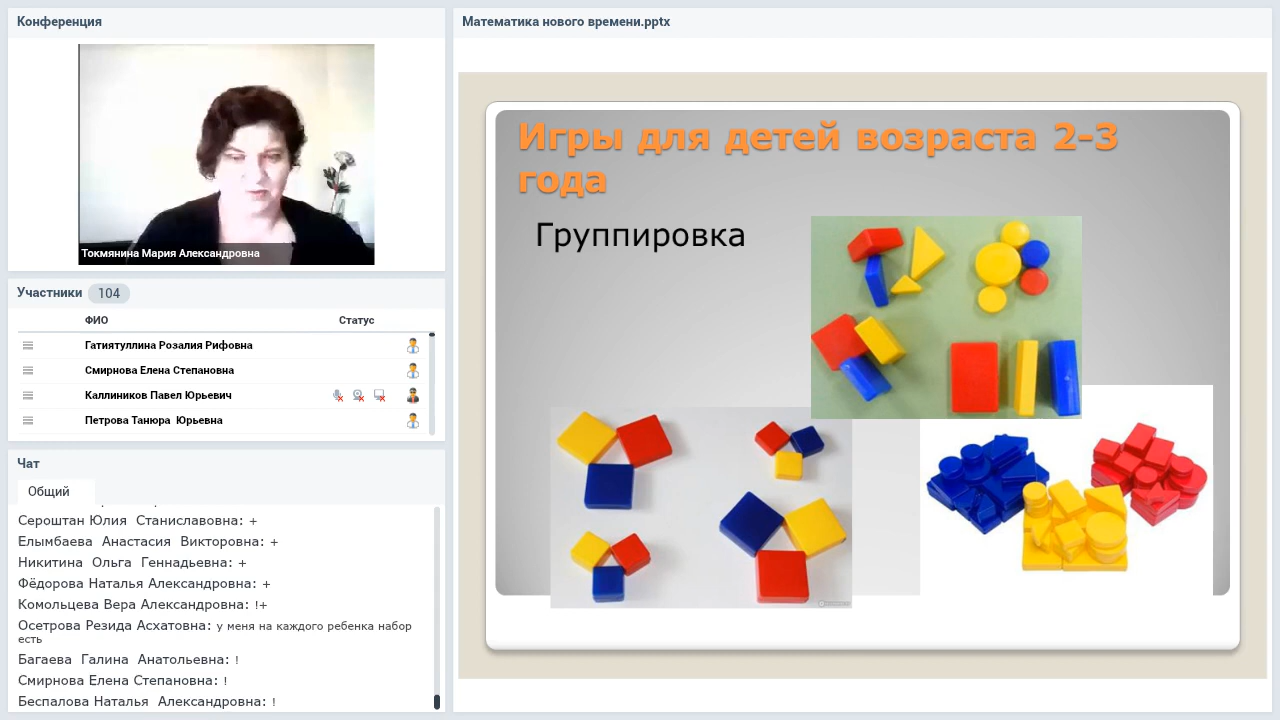 Конференция
Токмянина Мария Александровна
Участники 104
ФИО Статус
Гатиятуллина Розалия Рифовна
Смирнова Елена Степановна
Каллиников Павел Юрьевич
Петрова Танюра Юрьевна
Чат
Общий
Сероштан Юлия Станиславовна: +
Елымбаева Анастасия Викторовна: +
Никитина Ольга Геннадьевна: +
Фёдорова Наталья Александровна: +
Комольцева Вера Александровна: !+
Осетрова Резида Асхатовна: у меня на каждого ребенка набор
есть
Багаева Галина Анатольевна: !
Смирнова Елена Степановна: !
Беспалова Наталья Александровна: !
Математика нового времени.pptx
Игры для детей возраста 2-3
года
Группировка